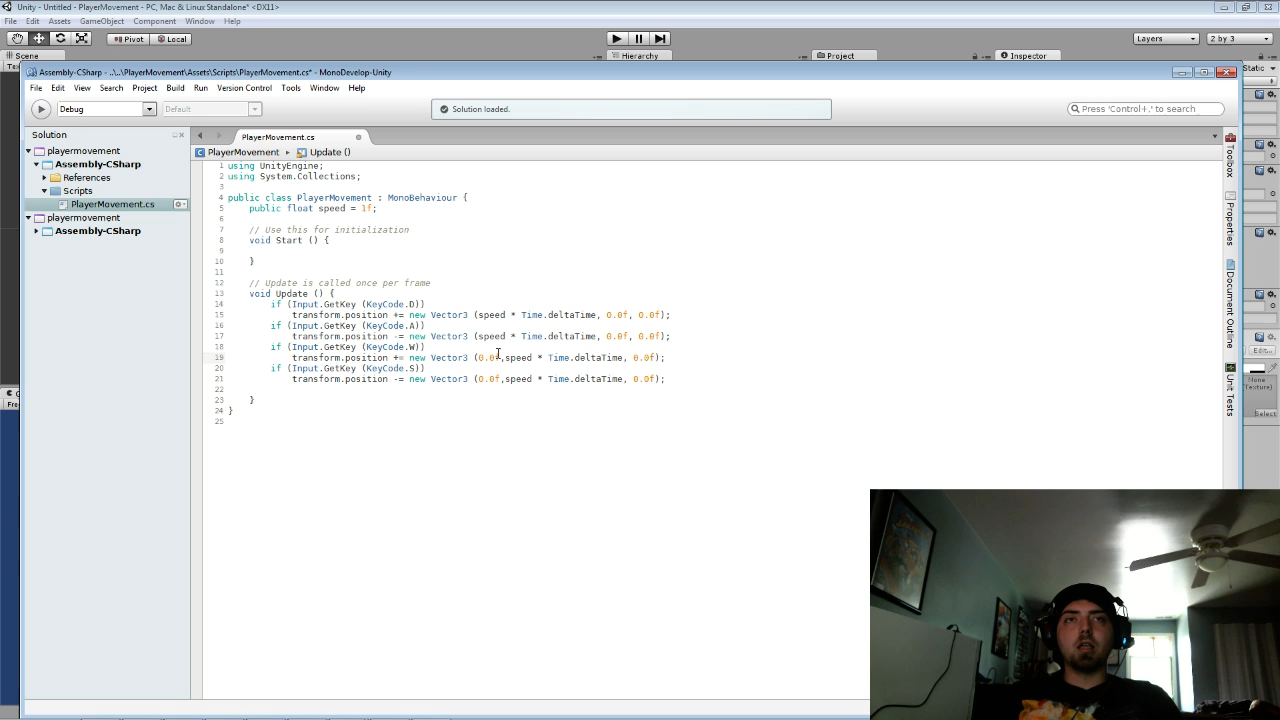 Unity - Untitled - PlayerMovement - PC, Mac & Linux Standalone* <DX11>
File Edit Assets GameObject Component Window Help
Pivot Local Layers 2 by 3
Scene Hierarchy Project Inspector
Assembly-CSharp - ..\..\PlayerMovement\Assets\Scripts\PlayerMovement.cs* - MonoDevelop-Unity
Static
File Edit View Search Project Build Run Version Control Tools Window Help
Debug Default Solution loaded. Press 'Control+,' to search
Solution
PlayerMovement.cs
playermovement
Assembly-CSharp
References
Scripts
PlayerMovement.cs
playermovement
Assembly-CSharp
PlayerMovement Update ()
1 using UnityEngine;
2 using System.Collections;
3
4 public class PlayerMovement : MonoBehaviour {
5 public float speed = 1f;
6
7 // Use this for initialization
8 void Start () {
9
10 }
11
12 // Update is called once per frame
13 void Update () {
14 if (Input.GetKey (KeyCode.D))
15 transform.position += new Vector3 (speed * Time.deltaTime, 0.0f, 0.0f);
16 if (Input.GetKey (KeyCode.A))
17 transform.position -= new Vector3 (speed * Time.deltaTime, 0.0f, 0.0f);
18 if (Input.GetKey (KeyCode.W))
19 transform.position += new Vector3 (0.0f,speed * Time.deltaTime, 0.0f);
20 if (Input.GetKey (KeyCode.S))
21 transform.position -= new Vector3 (0.0f,speed * Time.deltaTime, 0.0f);
22
23 }
24 }
25
Toolbox
Properties
Document Outline
Unit Tests
Edit...
None
Select